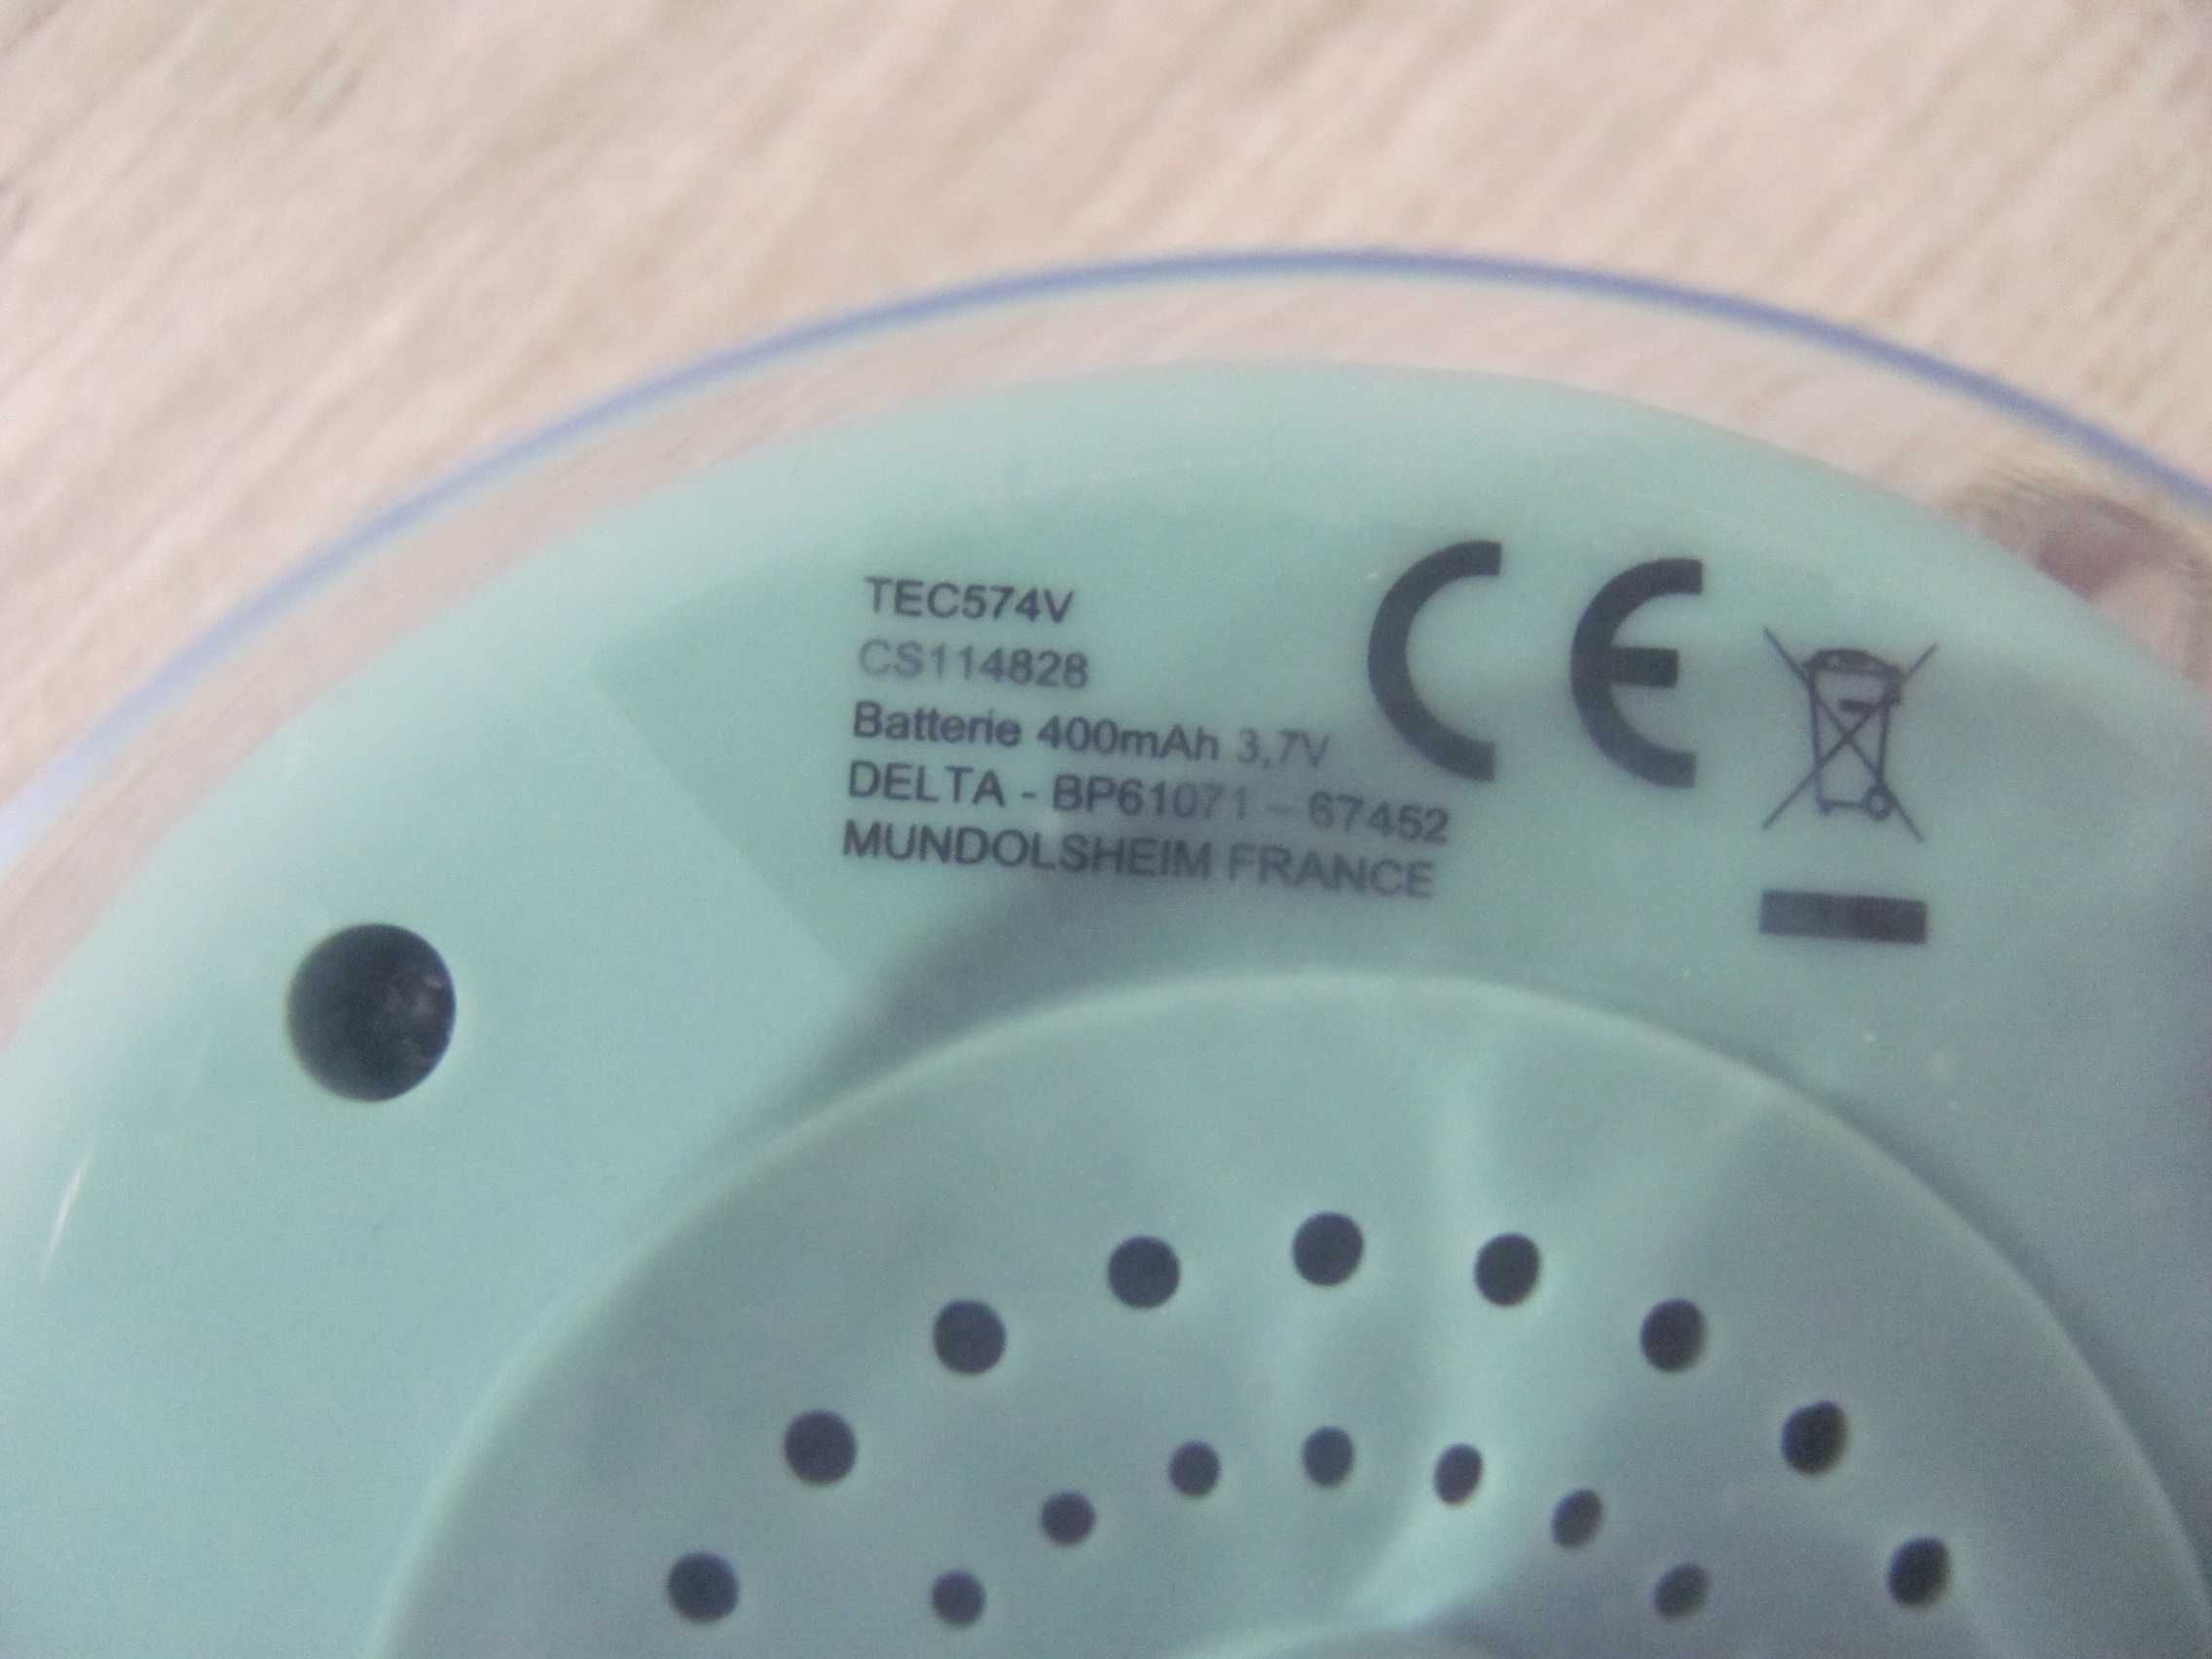 TEC574V
CS114828
Batterie 400mAh 3,7V
DELTA - BP61071 – 67452
MUNDOLSHEIM FRANCE
CE